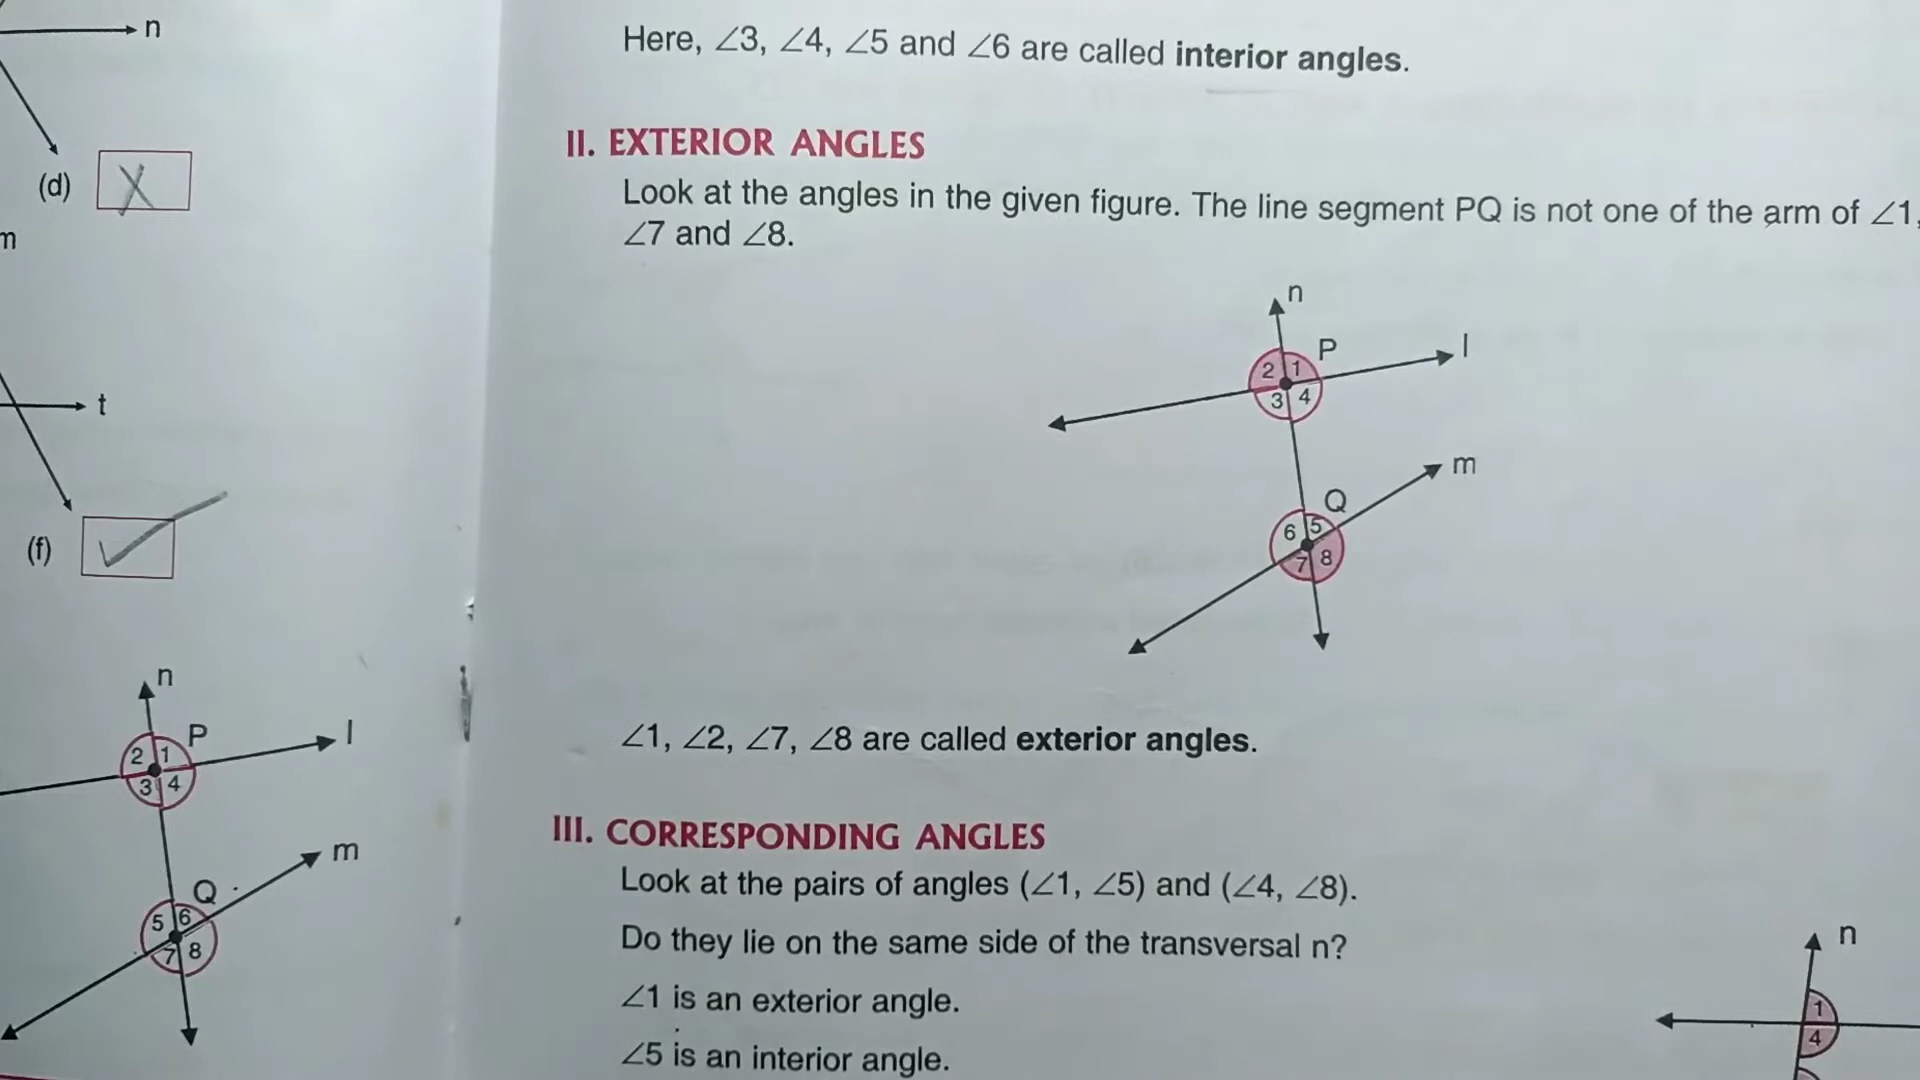 n
(d) X
m
t
(f)
n
P
l
2 1
3 4
m
Q
5 6
7 8
Here, ∠3, ∠4, ∠5 and ∠6 are called interior angles.
II. EXTERIOR ANGLES
Look at the angles in the given figure. The line segment PQ is not one of the arm of ∠1,
∠7 and ∠8.
n
P
l
2 1
3 4
m
Q
6 5
7 8
∠1, ∠2, ∠7, ∠8 are called exterior angles.
III. CORRESPONDING ANGLES
Look at the pairs of angles (∠1, ∠5) and (∠4, ∠8).
Do they lie on the same side of the transversal n?
∠1 is an exterior angle.
∠5 is an interior angle.
n
1
4